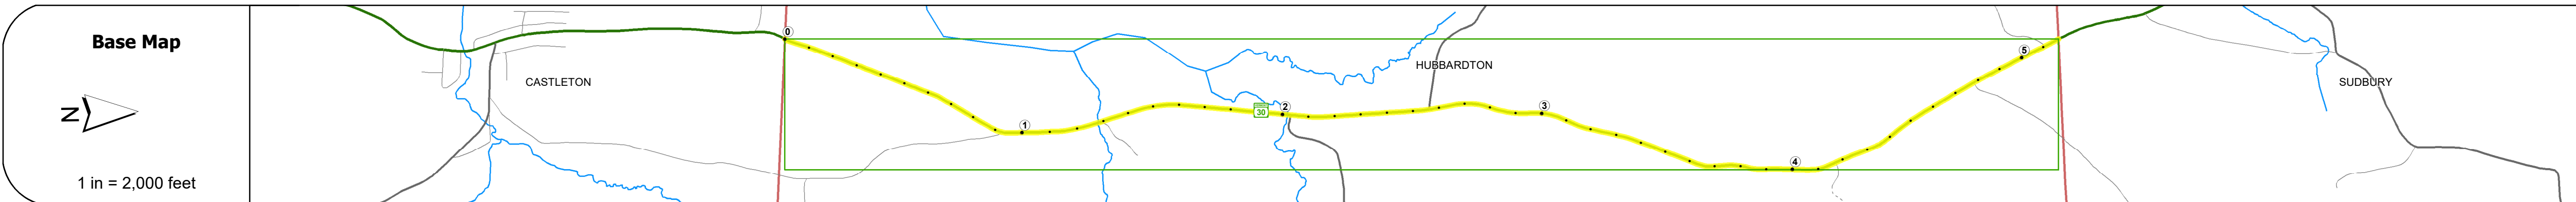 Base Map
N
1 in = 2,000 feet
CASTLETON
0
1
30
2
HUBBARDTON
3
4
5
SUDBURY